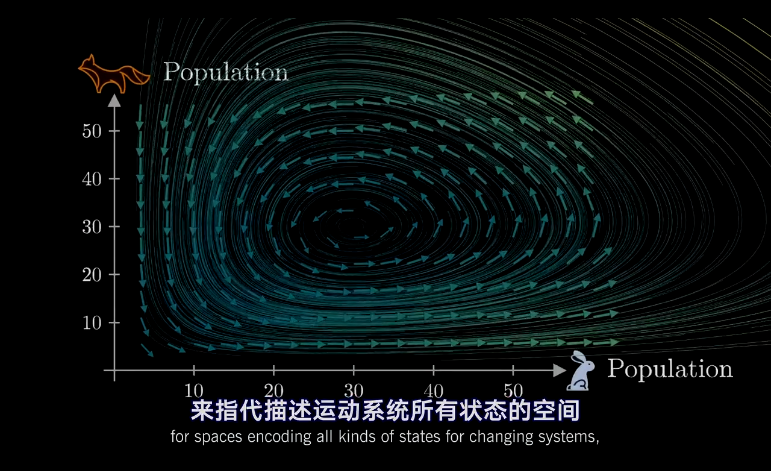 Population
50
40
30
20
10
10 20 30 40 50
Population
来指代描述运动系统所有状态的空间
for spaces encoding all kinds of states for changing systems,